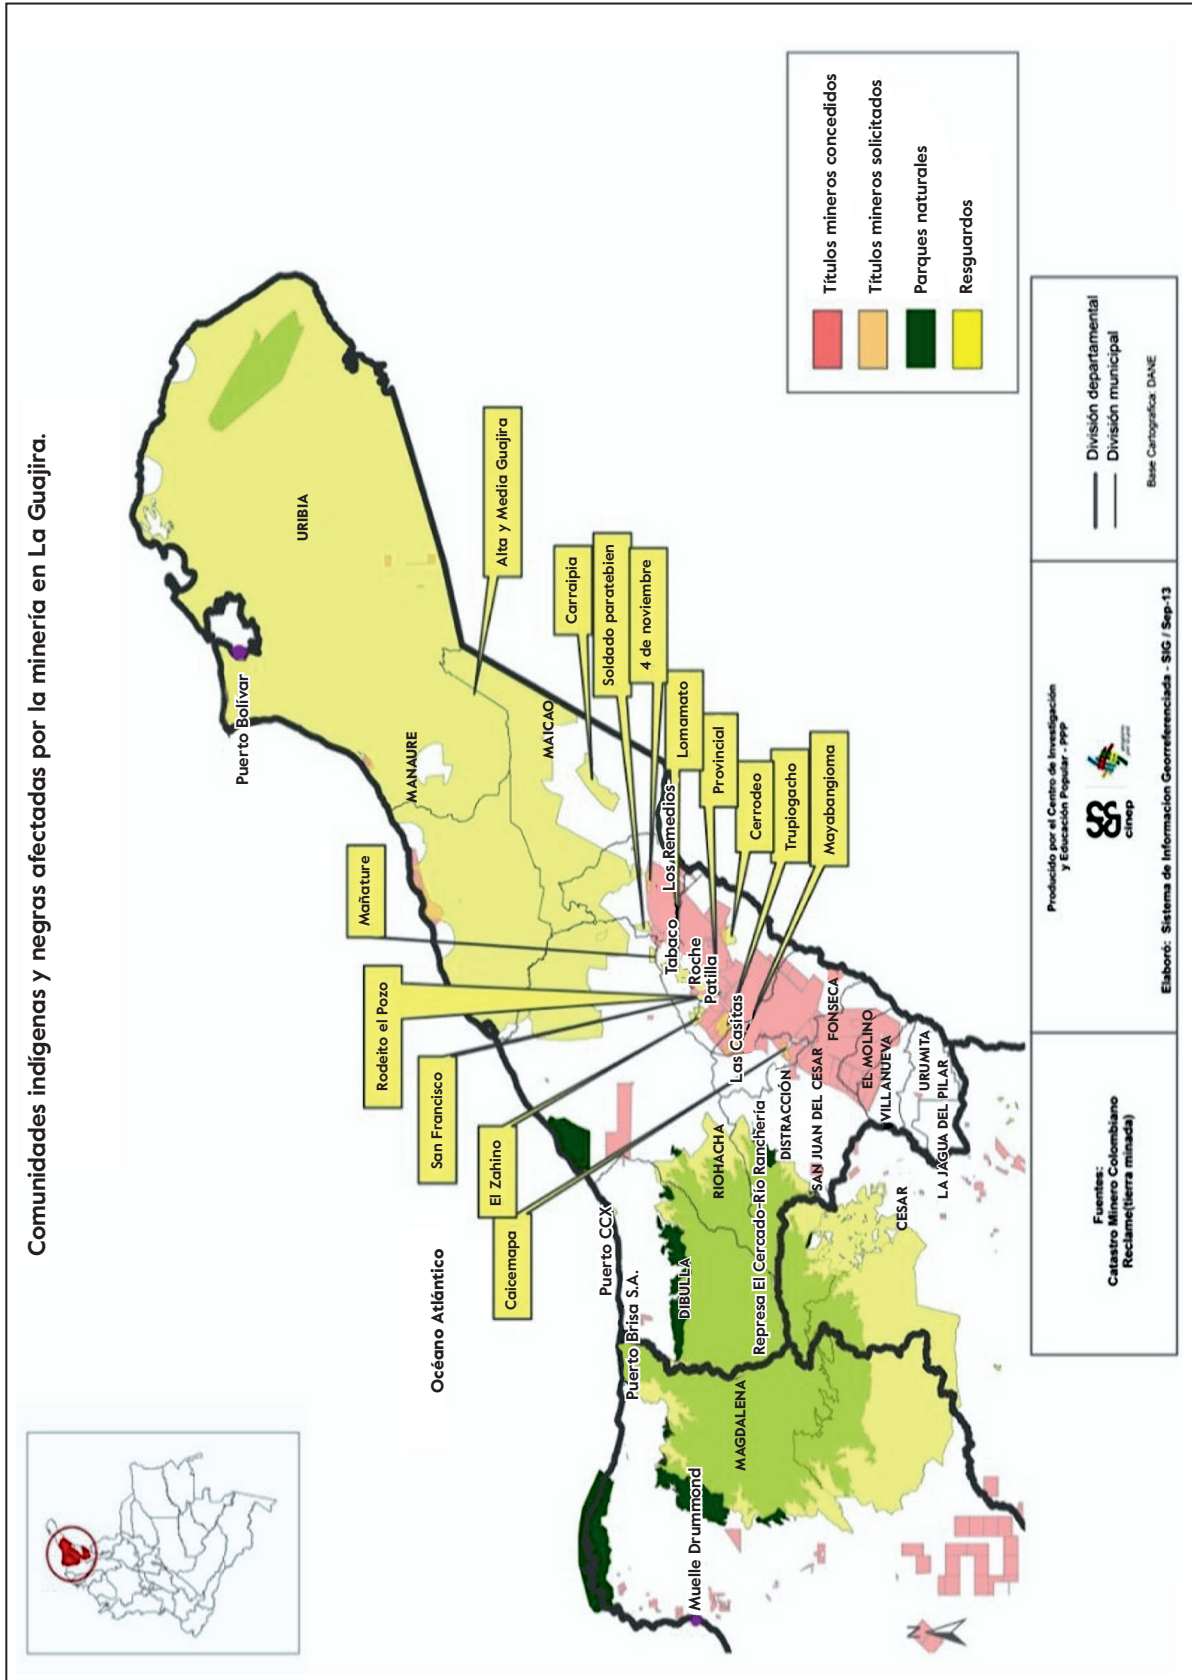 Comunidades indígenas y negras afectadas por la minería en La Guajira.
Puerto Bolívar
URIBIA
MANAURE
MAICAO
Alta y Media Guajira
Carraipia
Soldado paratebien
4 de noviembre
Lomamato
Provincial
Cerrodeo
Trupiogacho
Mayabangioma
Mañature
Rodeito el Pozo
San Francisco
El Zahino
Caicemapa
Los Remedios
Tabaco
Roche
Patilla
Las Casitas
FONSECA
EL MOLINO
VILLANUEVA
URUMITA
LA JAGUA DEL PILAR
DISTRACCIÓN
SAN JUAN DEL CESAR
RIOHACHA
Represa El Cercado-Río Ranchería
CESAR
DIBULLA
MAGDALENA
Océano Atlántico
Puerto CCX
Puerto Brisa S.A.
Muelle Drummond
Títulos mineros concedidos
Títulos mineros solicitados
Parques naturales
Resguardos
Fuentes:
Catastro Minero Colombiano
Reclame(tierra minada)
Producido por el Centro de Investigación
y Educación Popular - PPP
cinep
Elaboró: Sistema de Informacion Georreferenciada - SIG / Sep-13
División departamental
División municipal
Base Cartografica: DANE